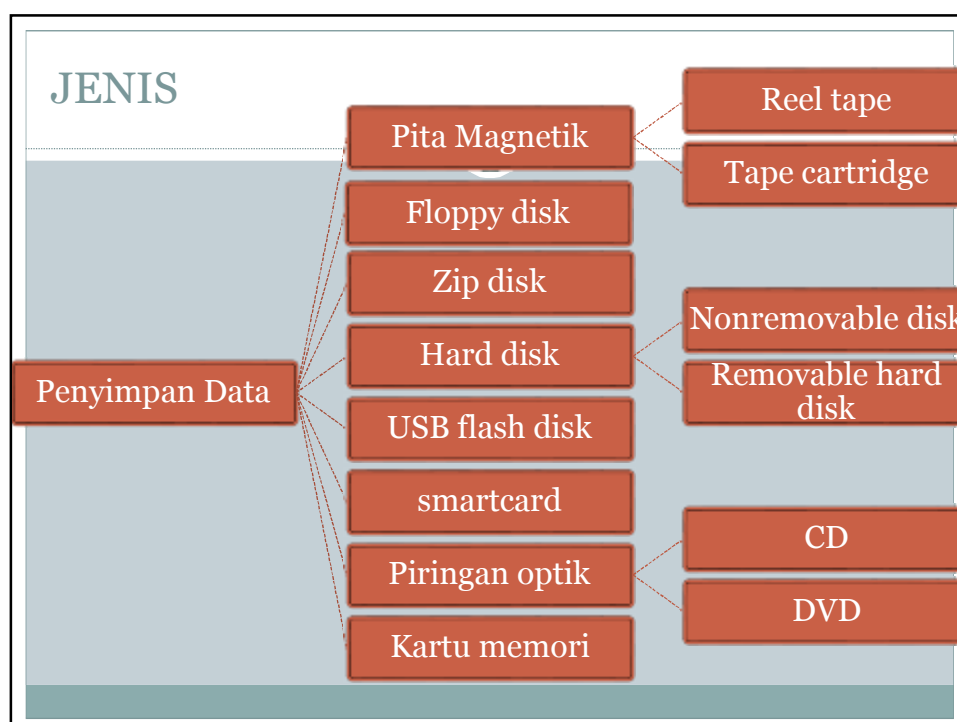 JENIS
Penyimpan Data
Pita Magnetik
Reel tape
Tape cartridge
Floppy disk
Zip disk
Hard disk
Nonremovable disk
Removable hard
disk
USB flash disk
smartcard
Piringan optik
CD
DVD
Kartu memori